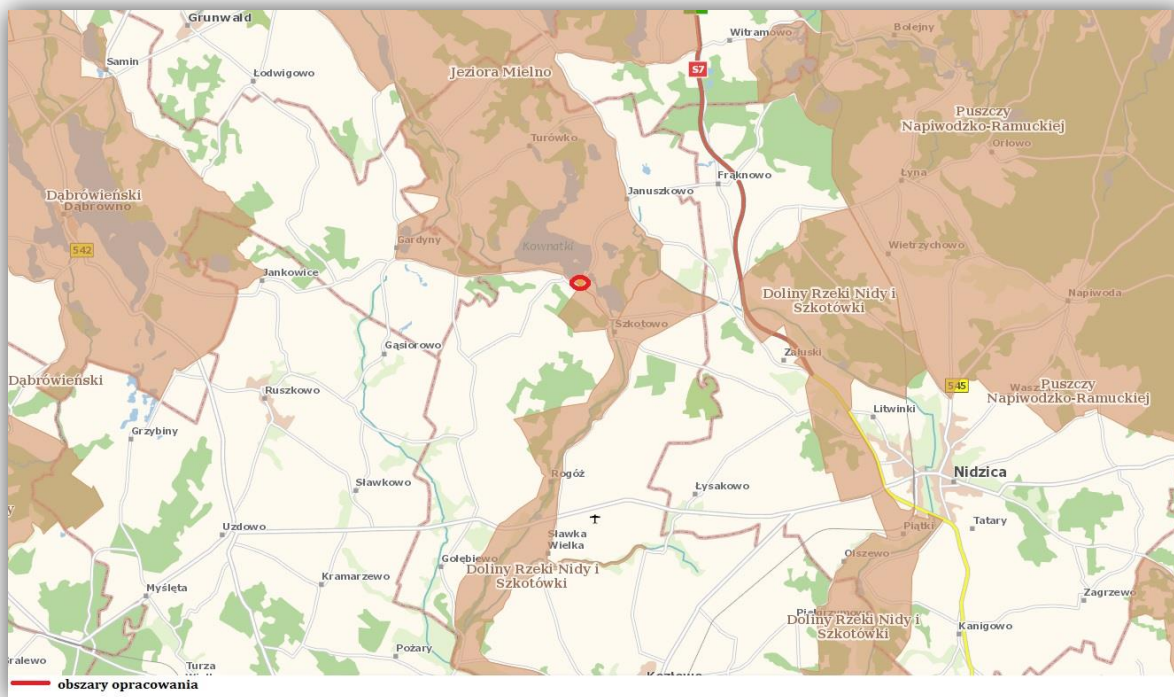 Grunwald
Witramowo
Bolejny
Samin
Łodwigowo
Jeziora Mielno
S7
Puszczy
Napiwodzko-Ramuckiej
Turówko
Orłowo
Frąknowo
Łyna
Januszkowo
Dąbrówieński
Dąbrówno
542
Gardyny
Kownatki
Wietrzychowo
Jankowice
Doliny Rzeki Nidy i
Szkotówki
Napiwoda
Szkotowo
Gąsiorowo
Załuski
Dąbrówieński
Ruszkowo
545
Puszczy
Napiwodzko-Ramuckiej
Litwinki
Grzybiny
Rogóż
Nidzica
Sławkowo
Łysakowo
Uzdowo
Sławka
Wielka
Piątki
Tatary
Gołębiewo
Doliny Rzeki Nidy i
Szkotówki
Olszewo
Kramarzewo
Myślęta
Zagrzewo
Doliny Rzeki Nidy i
Szkotówki
Kanigowo
Pożary
Turza
obszary opracowania